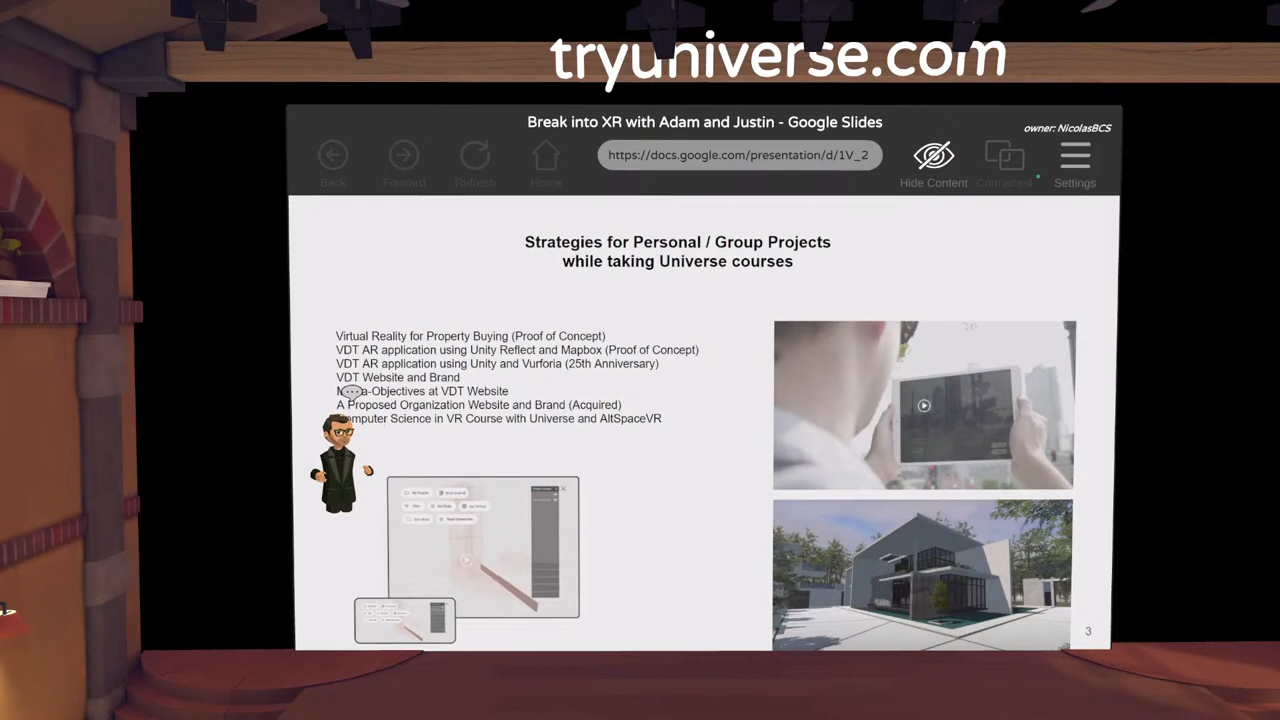 tryuniverse.com
Break into XR with Adam and Justin - Google Slides
owner: NicolasBCS
https://docs.google.com/presentation/d/1V_2
Back
Forward
Refresh
Home
Hide Content
Connected
Settings
Strategies for Personal / Group Projects
while taking Universe courses
Virtual Reality for Property Buying (Proof of Concept)
VDT AR application using Unity Reflect and Mapbox (Proof of Concept)
VDT AR application using Unity and Vurforia (25th Anniversary)
VDT Website and Brand
-Objectives at VDT Website
A Proposed Organization Website and Brand (Acquired)
Computer Science in VR Course with Universe and AltSpaceVR
3